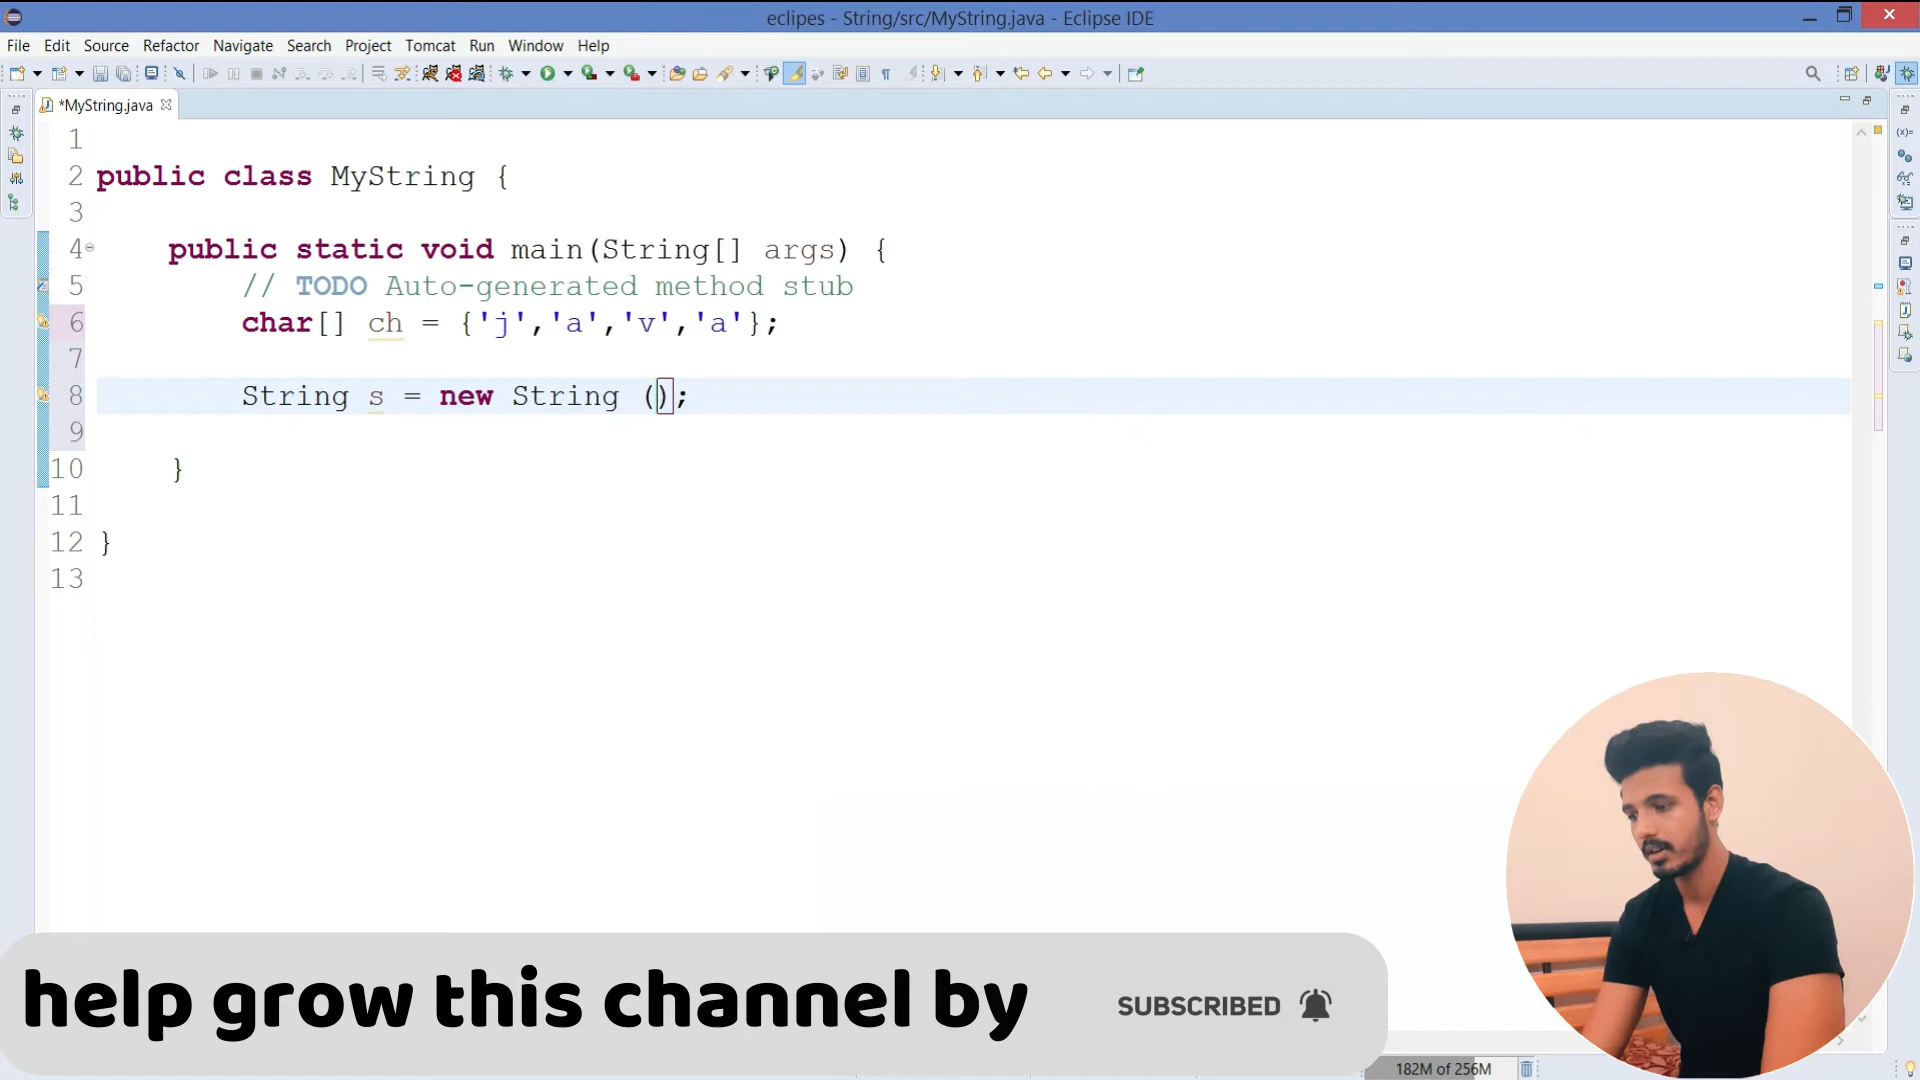 eclipes - String/src/MyString.java - Eclipse IDE
File Edit Source Refactor Navigate Search Project Tomcat Run Window Help
*MyString.java
1
2 public class MyString {
3
4 public static void main(String[] args) {
5 // TODO Auto-generated method stub
6 char[] ch = {'j','a','v','a'};
7
8 String s = new String ();
9
10 }
11
12 }
13
help grow this channel by SUBSCRIBED
182M of 256M